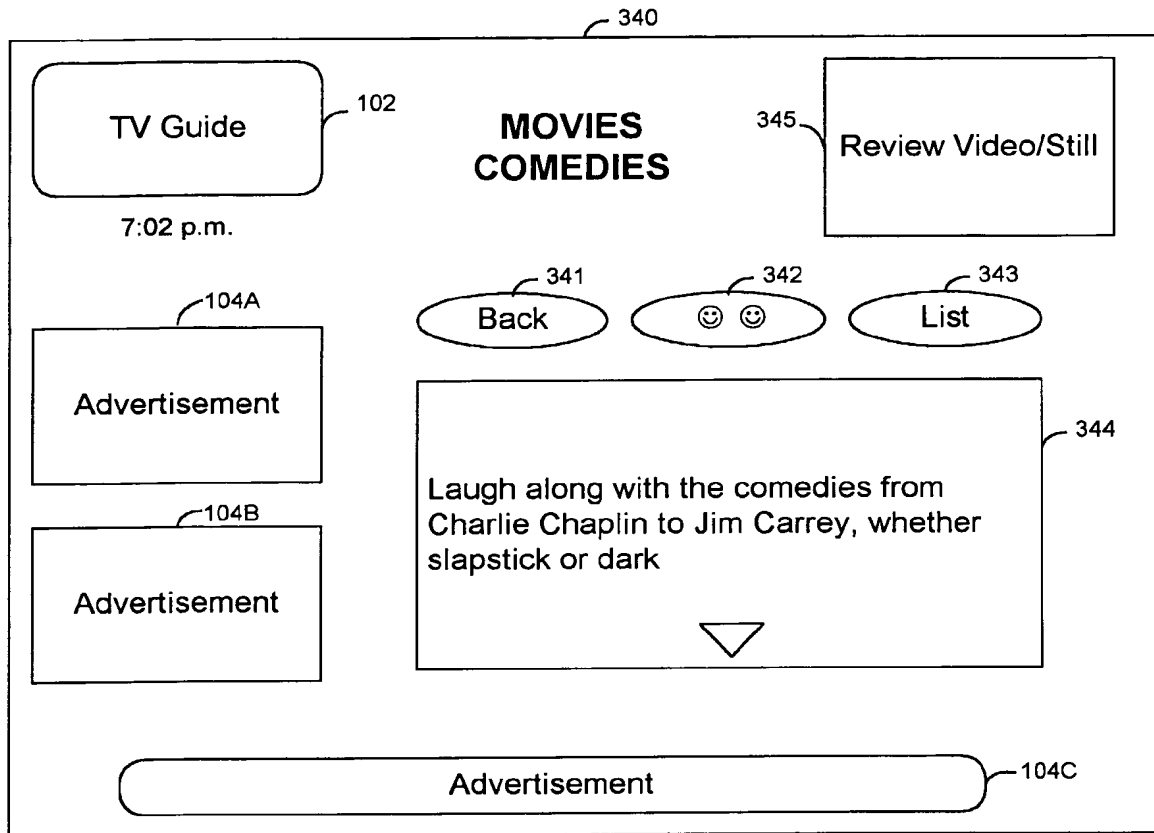 340
TV Guide
102
MOVIES
COMEDIES
345
Review Video/Still
7:02 p.m.
341
342
343
Back
☺ ☺
List
104A
Advertisement
344
Laugh along with the comedies from
Charlie Chaplin to Jim Carrey, whether
slapstick or dark
104B
Advertisement
Advertisement
104C